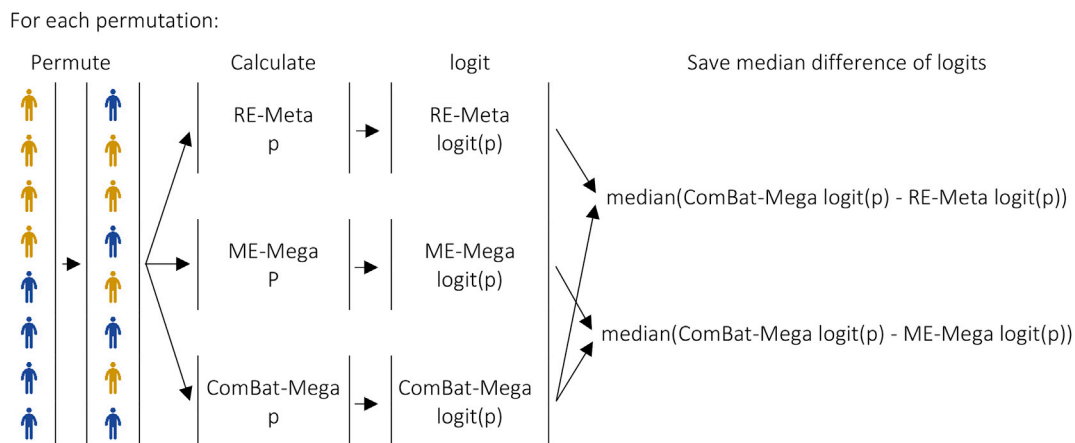 For each permutation:
Permute
Calculate
logit
Save median difference of logits
RE-Meta
p
RE-Meta
logit(p)
median(ComBat-Mega logit(p) - RE-Meta logit(p))
ME-Mega
P
ME-Mega
logit(p)
median(ComBat-Mega logit(p) - ME-Mega logit(p))
ComBat-Mega
p
ComBat-Mega
logit(p)